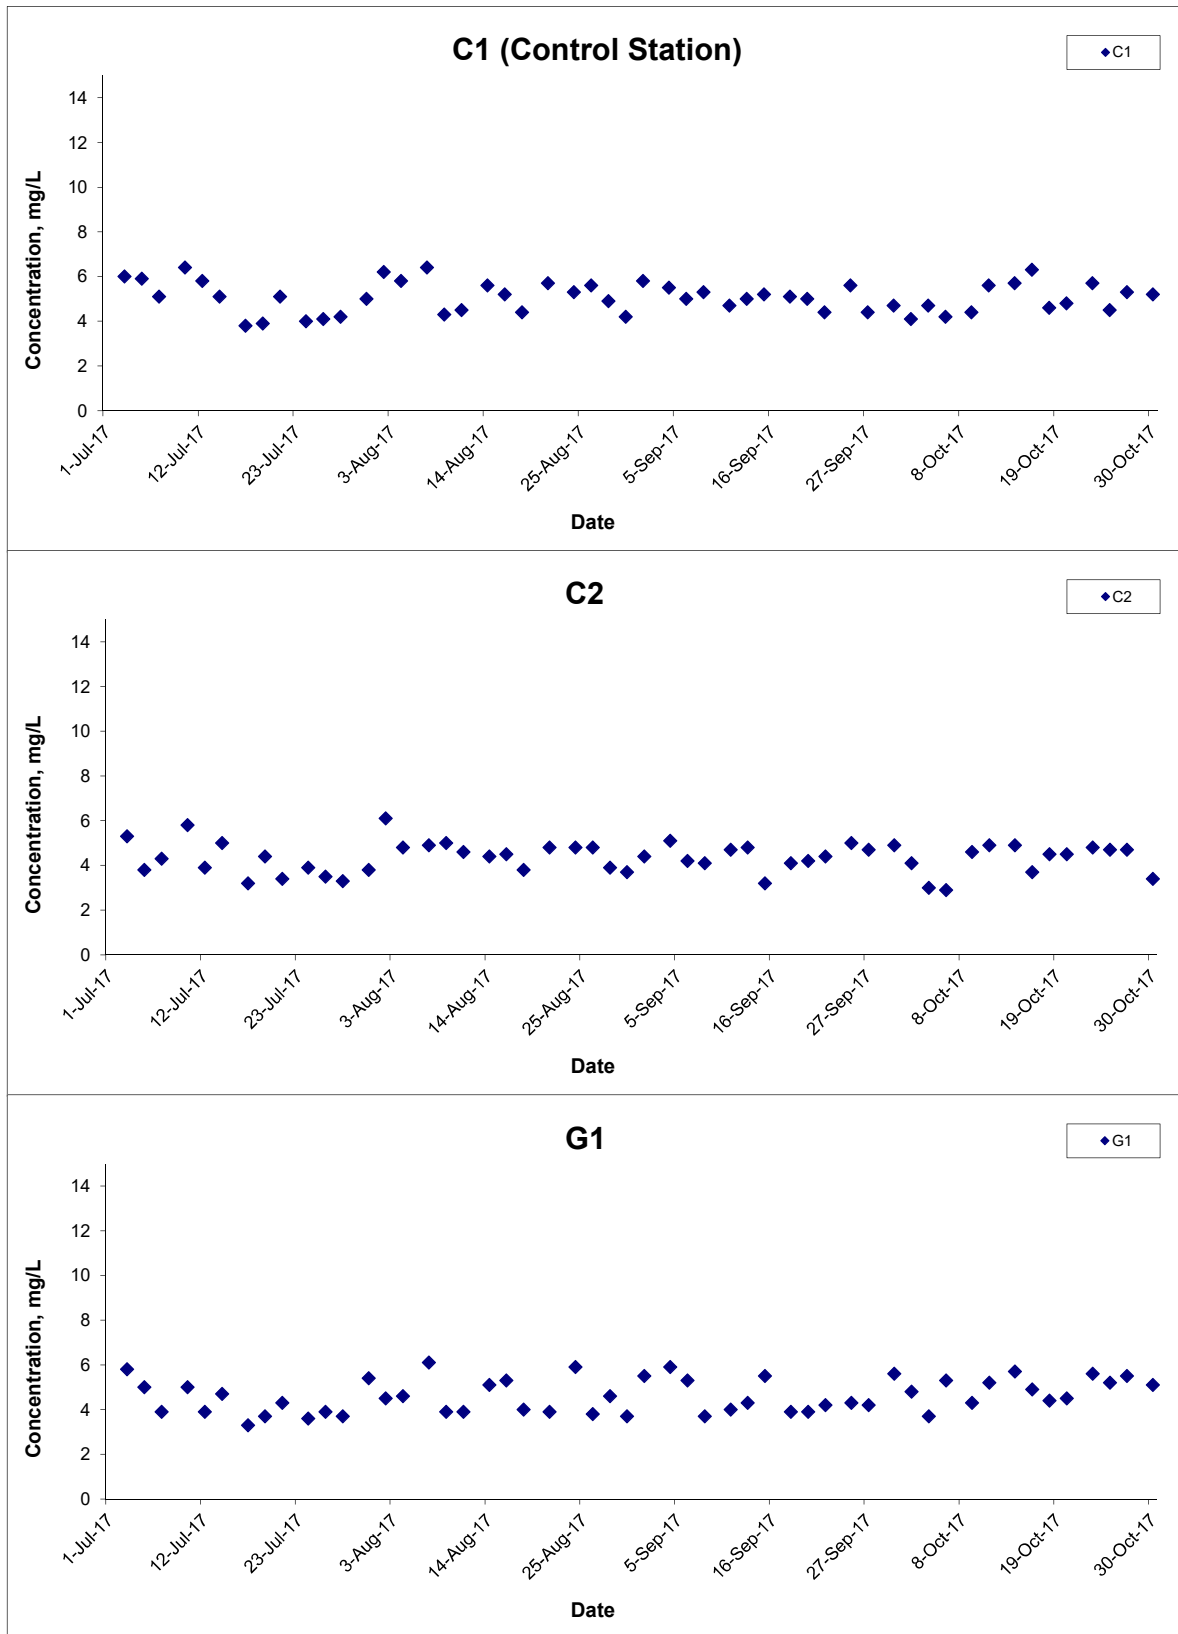 C1 (Control Station)
C1
14
12
10
8
6
4
2
0
Concentration, mg/L
1-Jul-17
12-Jul-17
23-Jul-17
3-Aug-17
14-Aug-17
25-Aug-17
5-Sep-17
16-Sep-17
27-Sep-17
8-Oct-17
19-Oct-17
30-Oct-17
Date
C2
C2
14
12
10
8
6
4
2
0
Concentration, mg/L
1-Jul-17
12-Jul-17
23-Jul-17
3-Aug-17
14-Aug-17
25-Aug-17
5-Sep-17
16-Sep-17
27-Sep-17
8-Oct-17
19-Oct-17
30-Oct-17
Date
G1
G1
14
12
10
8
6
4
2
0
Concentration, mg/L
1-Jul-17
12-Jul-17
23-Jul-17
3-Aug-17
14-Aug-17
25-Aug-17
5-Sep-17
16-Sep-17
27-Sep-17
8-Oct-17
19-Oct-17
30-Oct-17
Date